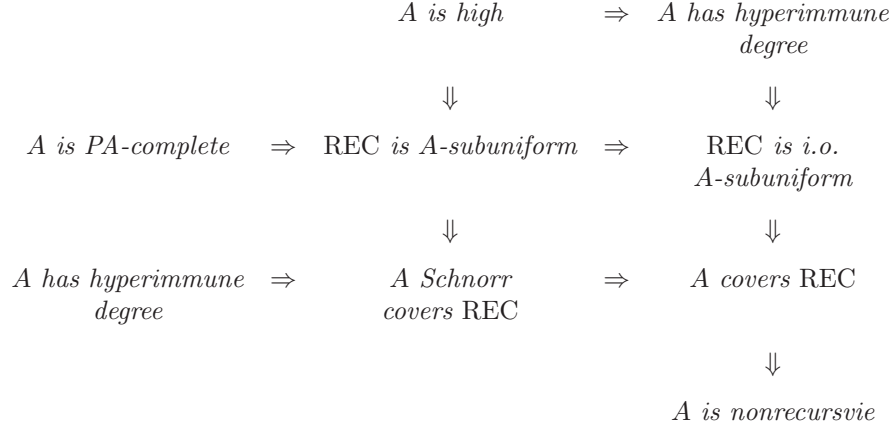 A is high ⇒ A has hyperimmune
degree
⇓ ⇓
A is PA-complete ⇒ REC is A-subuniform ⇒ REC is i.o.
A-subuniform
⇓ ⇓
A has hyperimmune ⇒ A Schnorr ⇒ A covers REC
degree covers REC
⇓
A is nonrecursvie